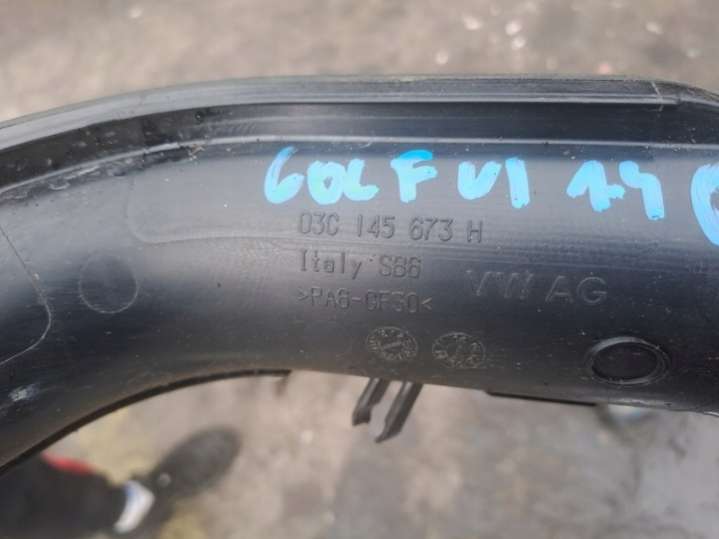 GOLF VI 1.4
03C 145 673 H
Italy S86
VW AG
>PA6-GF30<